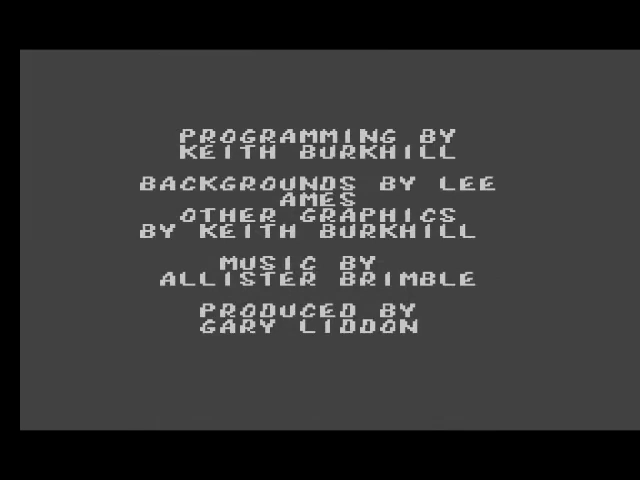 PROGRAMMING BY
KEITH BURKHILL
BACKGROUNDS BY LEE
AMES
OTHER GRAPHICS
BY KEITH BURKHILL
MUSIC BY
ALLISTER BRIMBLE
PRODUCED BY
GARY LIDDON